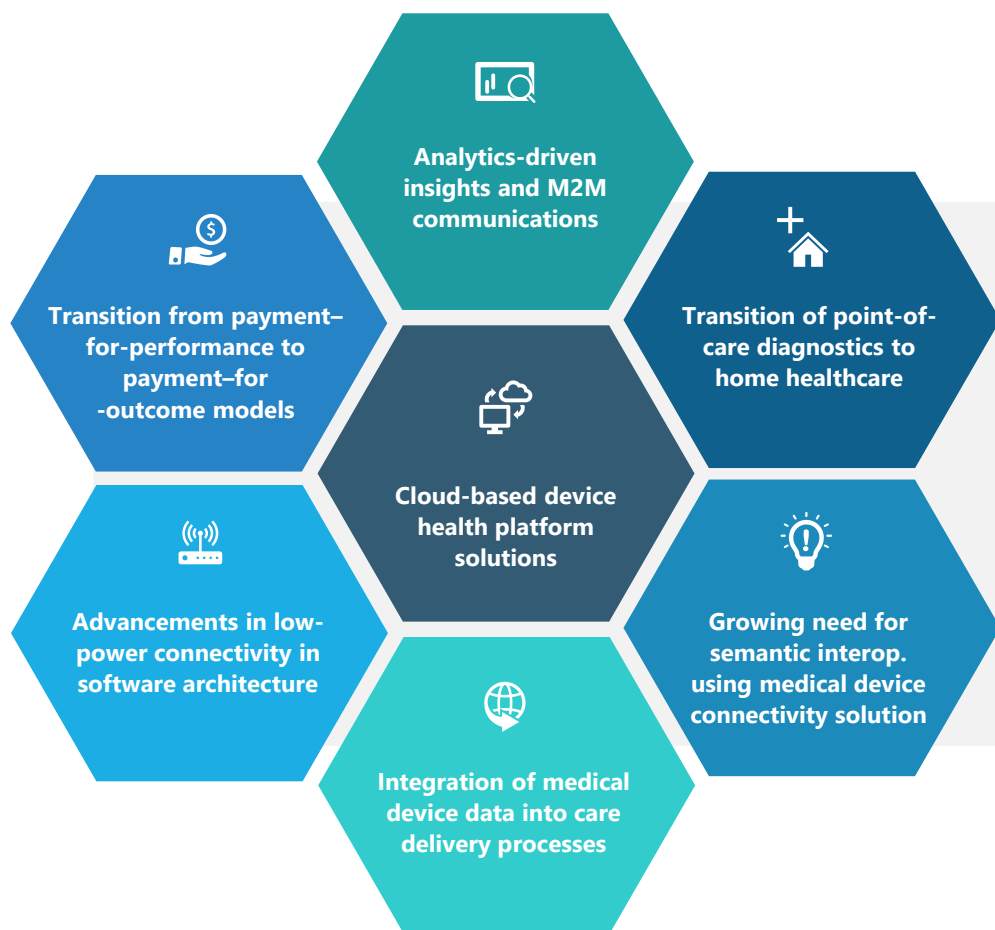 Analytics-driven
insights and M2M
communications
Transition from payment–
for-performance to
payment–for
-outcome models
Transition of point-of-
care diagnostics to
home healthcare
Cloud-based device
health platform
solutions
Advancements in low-
power connectivity in
software architecture
Growing need for
semantic interop.
using medical device
connectivity solution
Integration of medical
device data into care
delivery processes